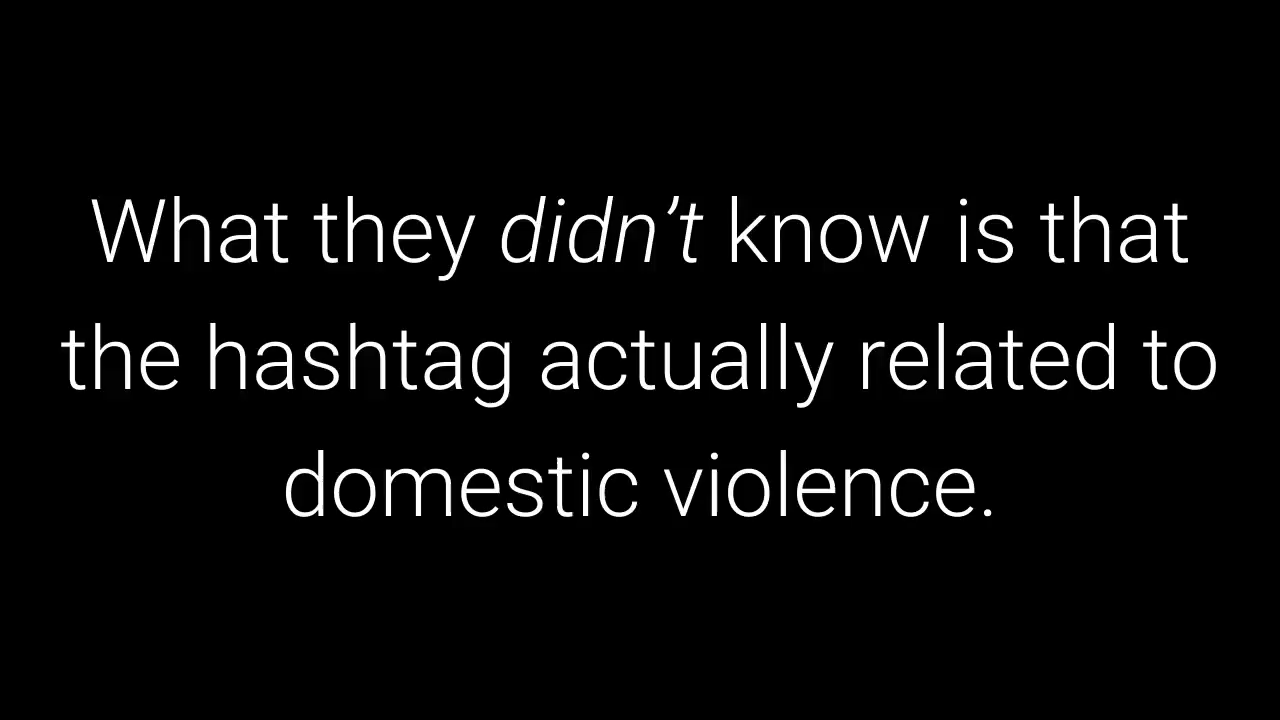 What they didn’t know is that
the hashtag actually related to
domestic violence.